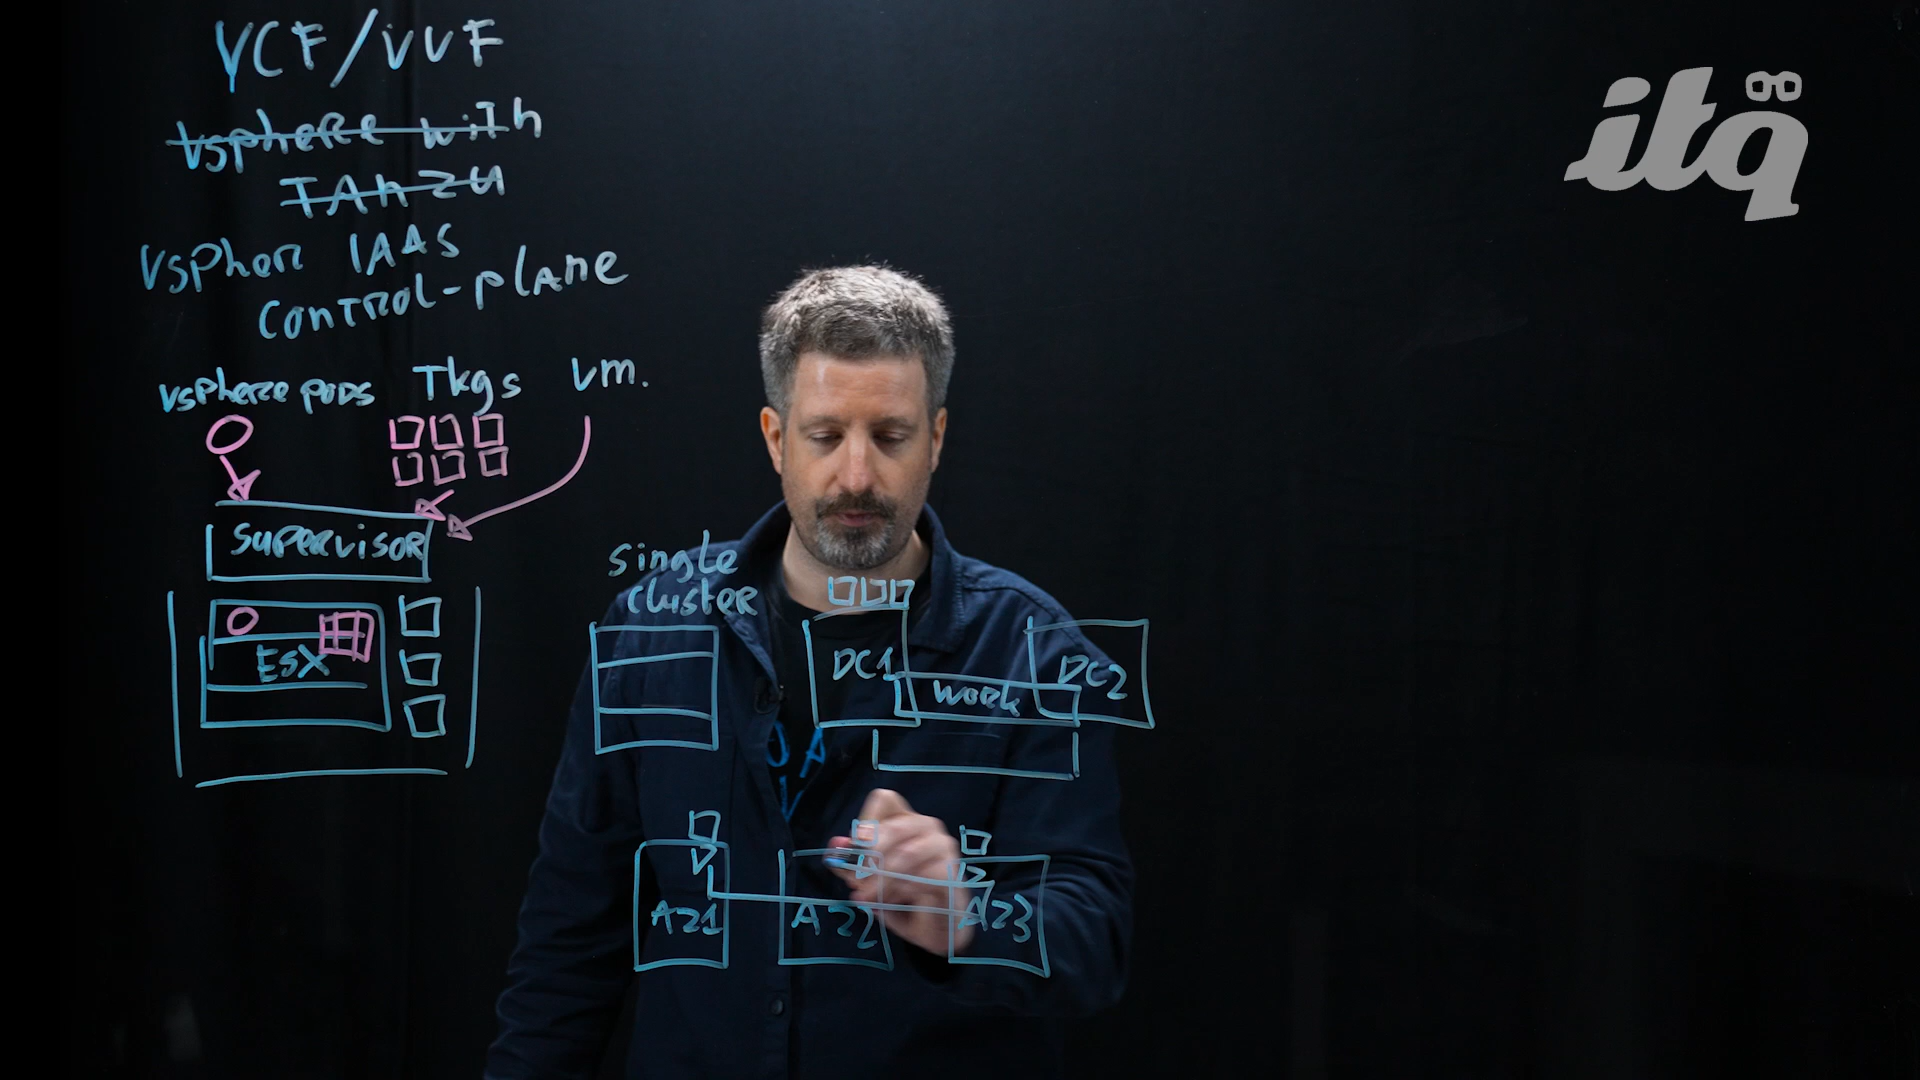 VCF/VVF
vsphere with
TAnzu
vspherE IAAS
control-plane
vsphere pods Tkgs vm.
supervisor
ESX
single
cluster
DC1
DC2
work
AZ1
AZ2
AZ3
itq